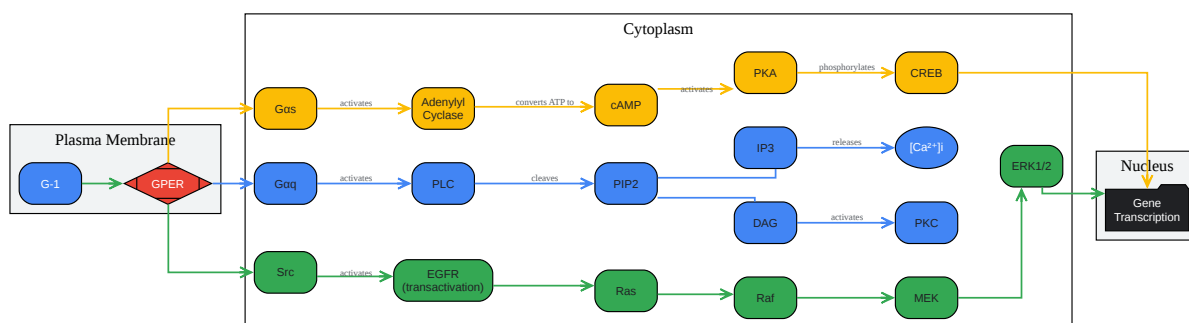 Cytoplasm
PKA
phosphorylates
CREB
activates
Gαs
activates
Adenylyl
Cyclase
converts ATP to
cAMP
Plasma Membrane
G-1
GPER
Gαq
activates
PLC
cleaves
PIP2
IP3
releases
[Ca²⁺]i
DAG
activates
PKC
ERK1/2
Nucleus
Gene
Transcription
Src
activates
EGFR
(transactivation)
Ras
Raf
MEK